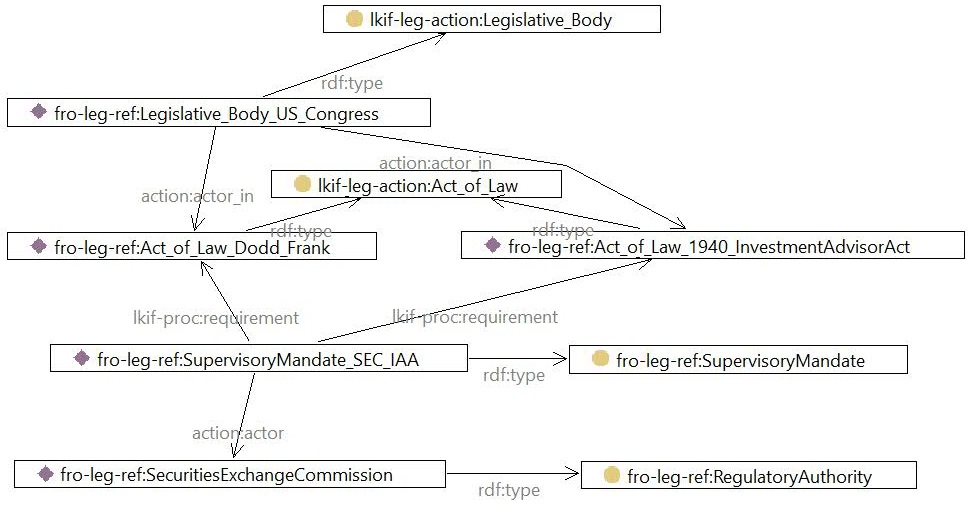 lkif-leg-action:Legislative_Body
rdf:type
fro-leg-ref:Legislative_Body_US_Congress
action:actor_in
lkif-leg-action:Act_of_Law
action:actor_in
rdf:type
rdf:type
fro-leg-ref:Act_of_Law_Dodd_Frank
fro-leg-ref:Act_of_Law_1940_InvestmentAdvisorAct
lkif-proc:requirement
lkif-proc:requirement
fro-leg-ref:SupervisoryMandate_SEC_IAA
fro-leg-ref:SupervisoryMandate
rdf:type
action:actor
fro-leg-ref:SecuritiesExchangeCommission
fro-leg-ref:RegulatoryAuthority
rdf:type